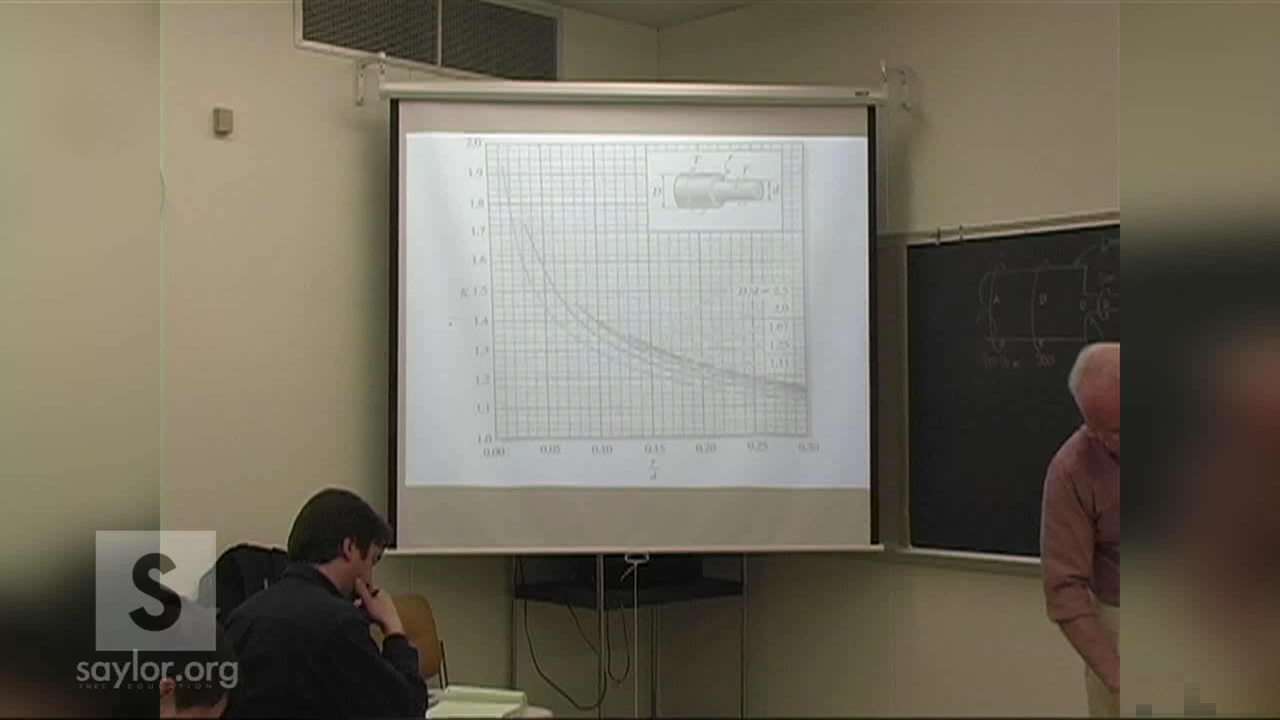 2.0
1.9
1.8
1.7
1.6
K 1.5
1.4
1.3
1.2
1.1
1.0
0.00 0.05 0.10 0.15 0.20 0.25 0.30
r
d
T
r
T
D
d
D/d = 2.5
2.0
1.67
1.25
1.11
A
B
S
saylor.org
FREE EDUCATION